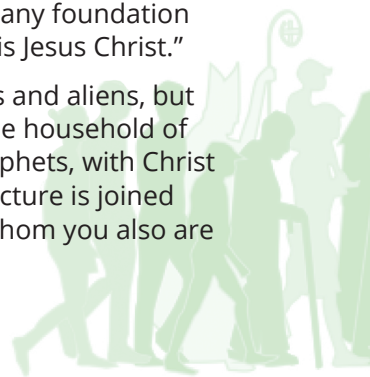 any foundation
is Jesus Christ.”
s and aliens, but
e household of
phets, with Christ
cture is joined
hom you also are